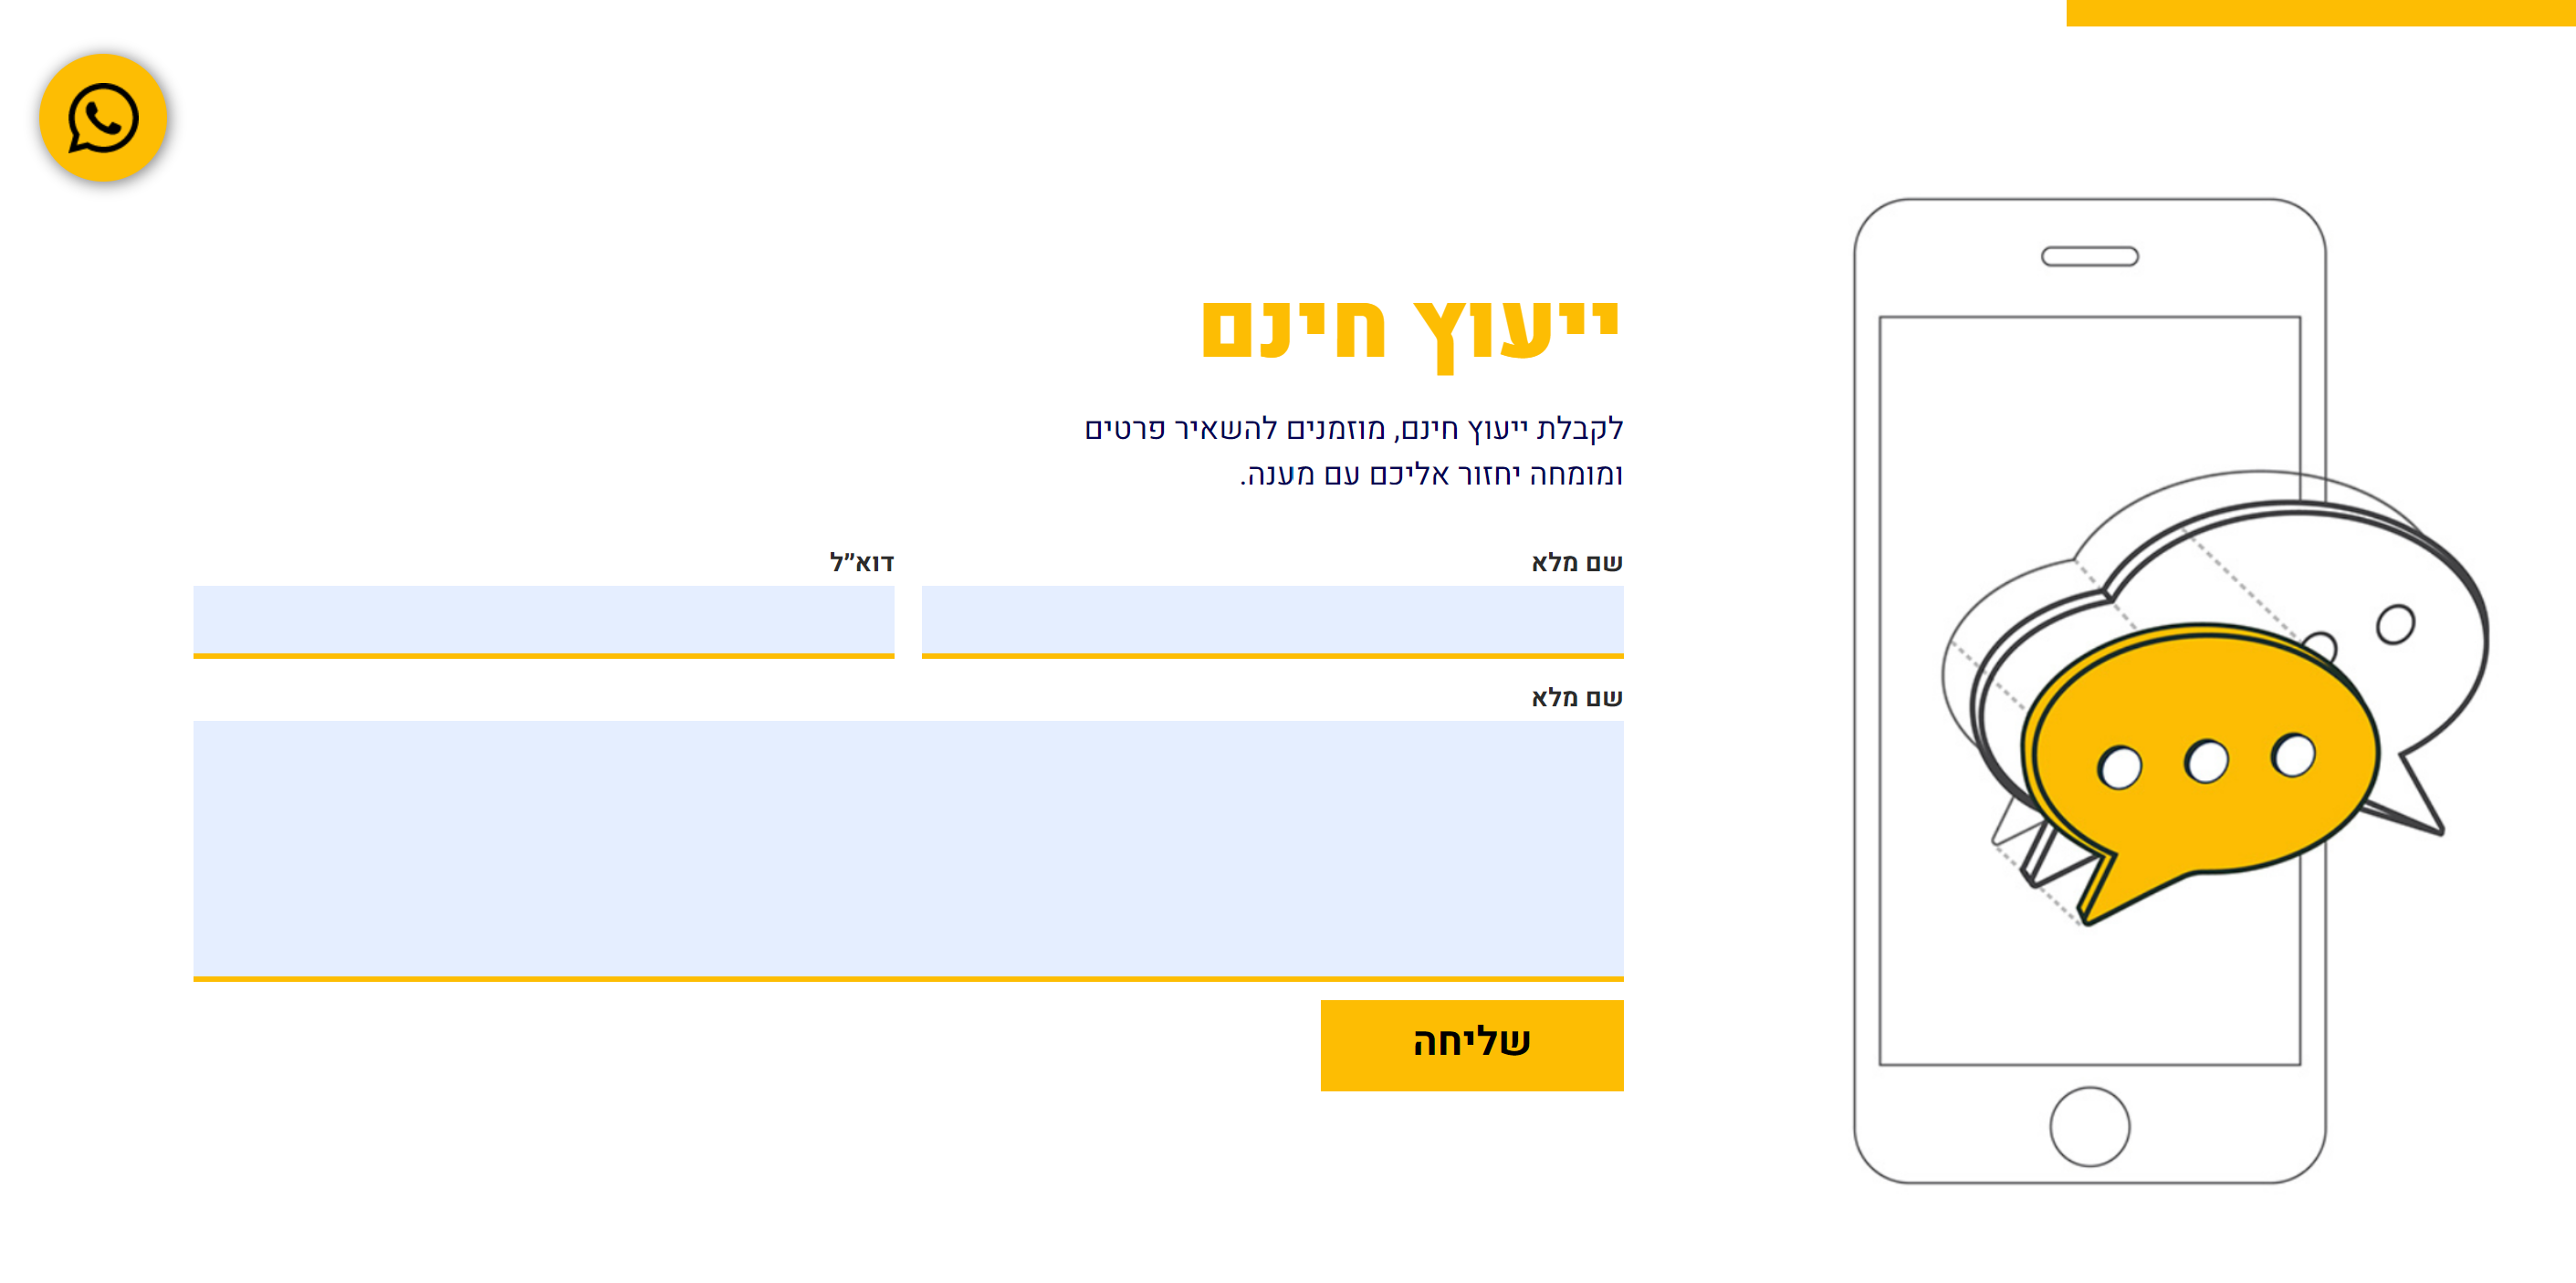 ייעוץ חינם
לקבלת ייעוץ חינם, מוזמנים להשאיר פרטים
ומומחה יחזור אליכם עם מענה.
שם מלא
דוא״ל
שם מלא
שליחה